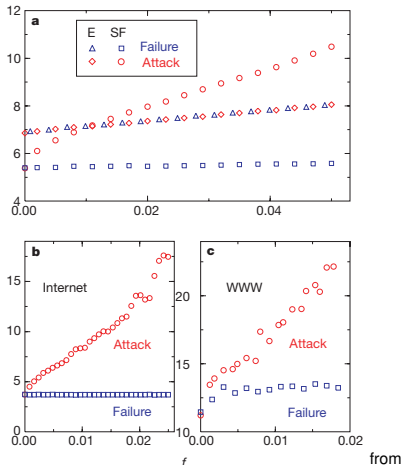 12
a
E SF
Failure
Attack
10
8
6
4
0.00 0.02 0.04
b
Internet
Attack
Failure
15
10
5
0
0.00 0.01 0.02
c
WWW
Attack
Failure
25
20
15
10
0.00 0.01 0.02
f
from